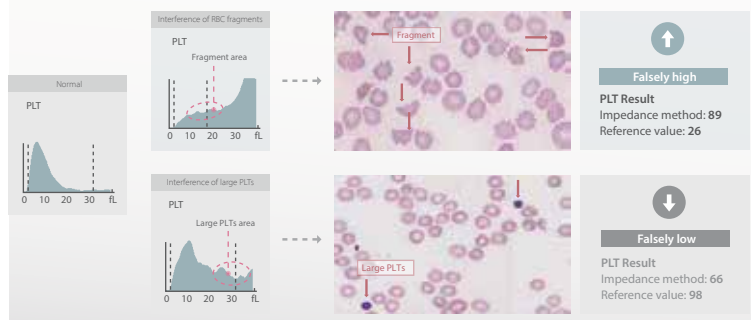 Normal
PLT
0 10 20 30 fL
Interference of RBC fragments
PLT
Fragment area
0 10 20 30 fL
Fragment
Falsely high
PLT Result
Impedance method: 89
Reference value: 26
Interference of large PLTs
PLT
Large PLTs area
0 10 20 30 fL
Large PLTs
Falsely low
PLT Result
Impedance method: 66
Reference value: 98